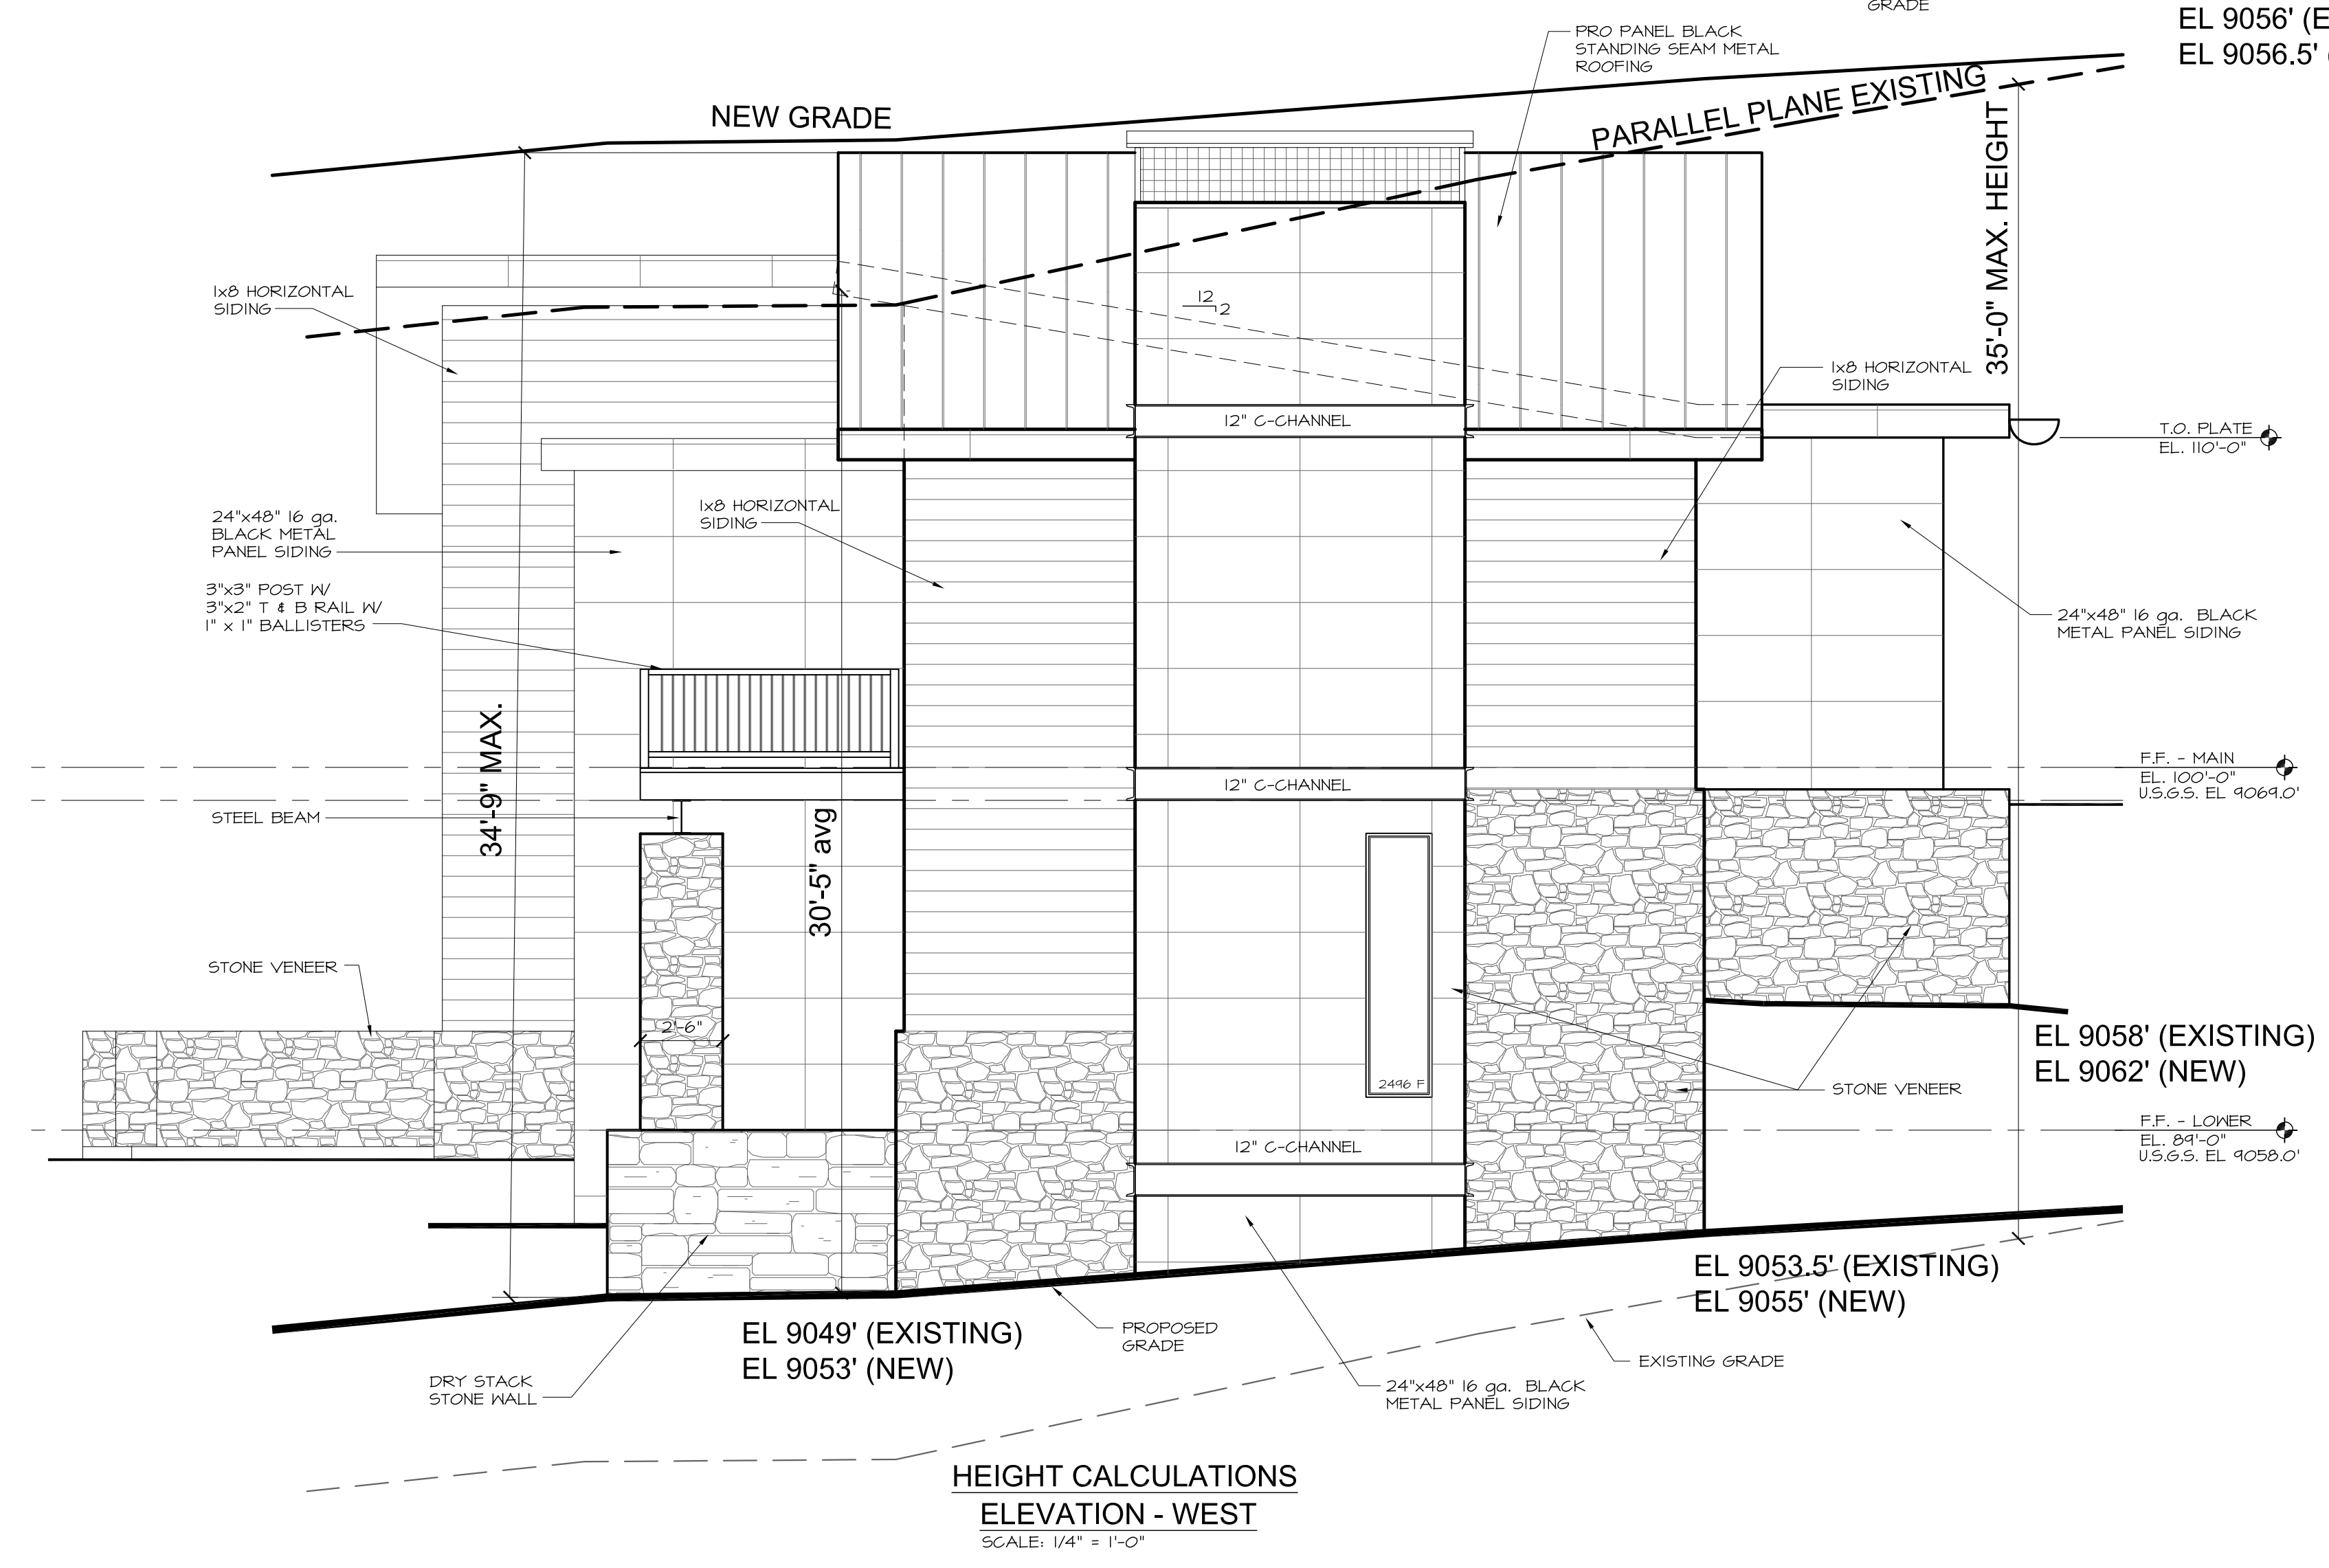 GRADE
EL 9056' (E
EL 9056.5'
PRO PANEL BLACK
STANDING SEAM METAL
ROOFING
NEW GRADE
PARALLEL PLANE EXISTING
35'-0" MAX. HEIGHT
1x8 HORIZONTAL
SIDING
12
2
1x8 HORIZONTAL
SIDING
12" C-CHANNEL
T.O. PLATE
EL. 110'-0"
24"x48" 16 ga.
BLACK METAL
PANEL SIDING
1x8 HORIZONTAL
SIDING
3"x3" POST W/
3"x2" T & B RAIL W/
1" x 1" BALLISTERS
24"x48" 16 ga. BLACK
METAL PANEL SIDING
34'-9" MAX.
F.F. - MAIN
EL. 100'-0"
U.S.G.S. EL 9069.0'
12" C-CHANNEL
STEEL BEAM
30'-5" avg
STONE VENEER
2'-6"
EL 9058' (EXISTING)
EL 9062' (NEW)
2496 F
STONE VENEER
F.F. - LOWER
EL. 89'-0"
U.S.G.S. EL 9058.0'
12" C-CHANNEL
EL 9053.5' (EXISTING)
EL 9055' (NEW)
EL 9049' (EXISTING)
EL 9053' (NEW)
PROPOSED
GRADE
EXISTING GRADE
DRY STACK
STONE WALL
24"x48" 16 ga. BLACK
METAL PANEL SIDING
HEIGHT CALCULATIONS
ELEVATION - WEST
SCALE: 1/4" = 1'-0"